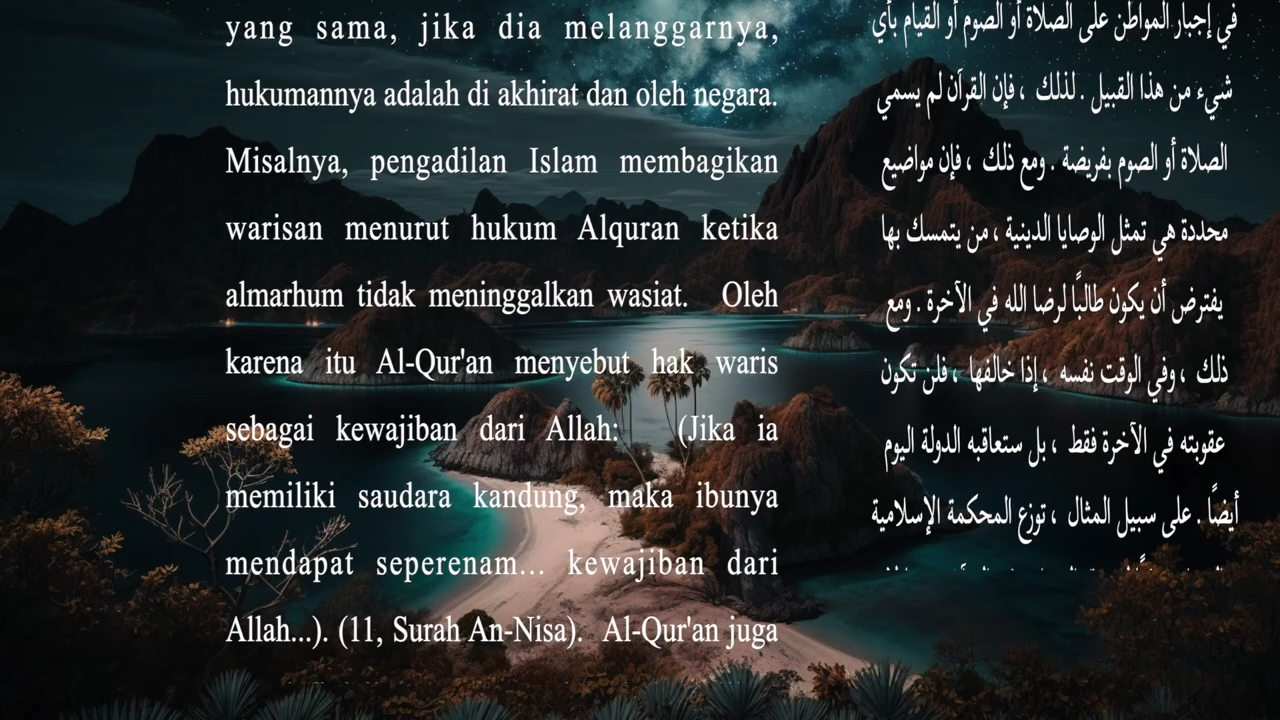 yang sama, jika dia melanggarnya,
hukumannya adalah di akhirat dan oleh negara.
Misalnya, pengadilan Islam membagikan
warisan menurut hukum Alquran ketika
almarhum tidak meninggalkan wasiat. Oleh
karena itu Al-Qur'an menyebut hak waris
sebagai kewajiban dari Allah: (Jika ia
memiliki saudara kandung, maka ibunya
mendapat seperenam... kewajiban dari
Allah...). (11, Surah An-Nisa). Al-Qur'an juga
في إجبار المواطن على الصلاة أو الصوم أو القيام بأي
شيء من هذا القبيل . لذلك ، فإن القرآن لم يسمي
الصلاة أو الصوم بفريضة . ومع ذلك ، فإن مواضيع
محددة هي تمثل الوصايا الدينية ، من يتمسك بها
يفترض أن يكون طالبًا لرضا الله في الآخرة . ومع
ذلك ، وفي الوقت نفسه ، إذا خالفها ، فلن تكون
عقوبته في الآخرة فقط ، بل ستعاقبه الدولة اليوم
أيضًا . على سبيل المثال ، توزع المحكمة الإسلامية